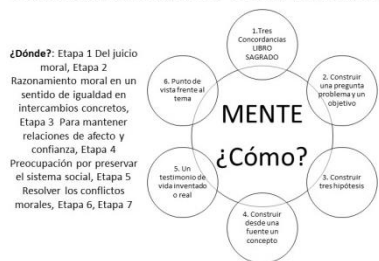 ¿Dónde?: Etapa 1 Del juicio
moral, Etapa 2
Razonamiento moral en un
sentido de igualdad en
intercambios concretos,
Etapa 3 Para mantener
relaciones de afecto y
confianza, Etapa 4
Preocupación por preservar
el sistema social, Etapa 5
Resolver los conflictos
morales, Etapa 6, Etapa 7
MENTE
¿Cómo?
1.Tres
Concordancias
LIBRO
SAGRADO
2. Construir
una pregunta
problema y un
objetivo
3. Construir
tres hipótesis
4. Construir
desde una
fuente un
concepto
5. Un
testimonio de
vida inventado
o real
6. Punto de
vista frente al
tema